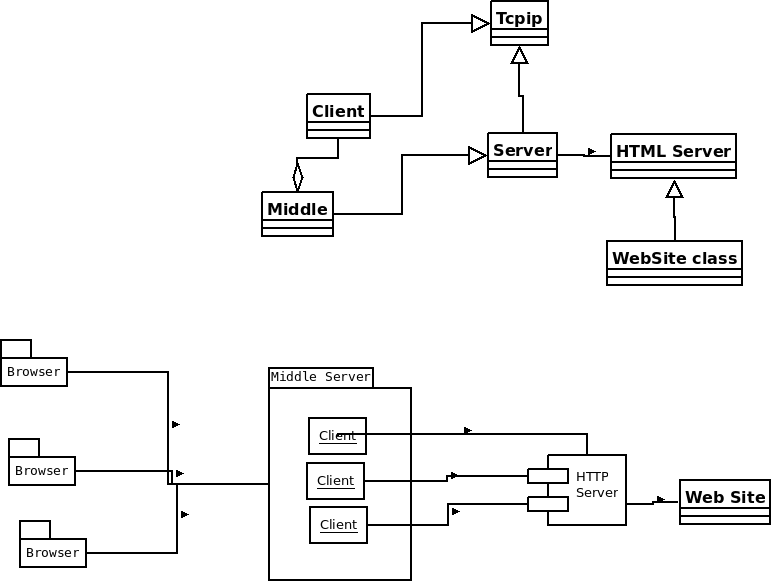 Tcpip
Client
Server
HTML Server
Middle
WebSite class
Browser
Middle Server
Client
Browser
Client
HTTP
Server
Web Site
Client
Browser